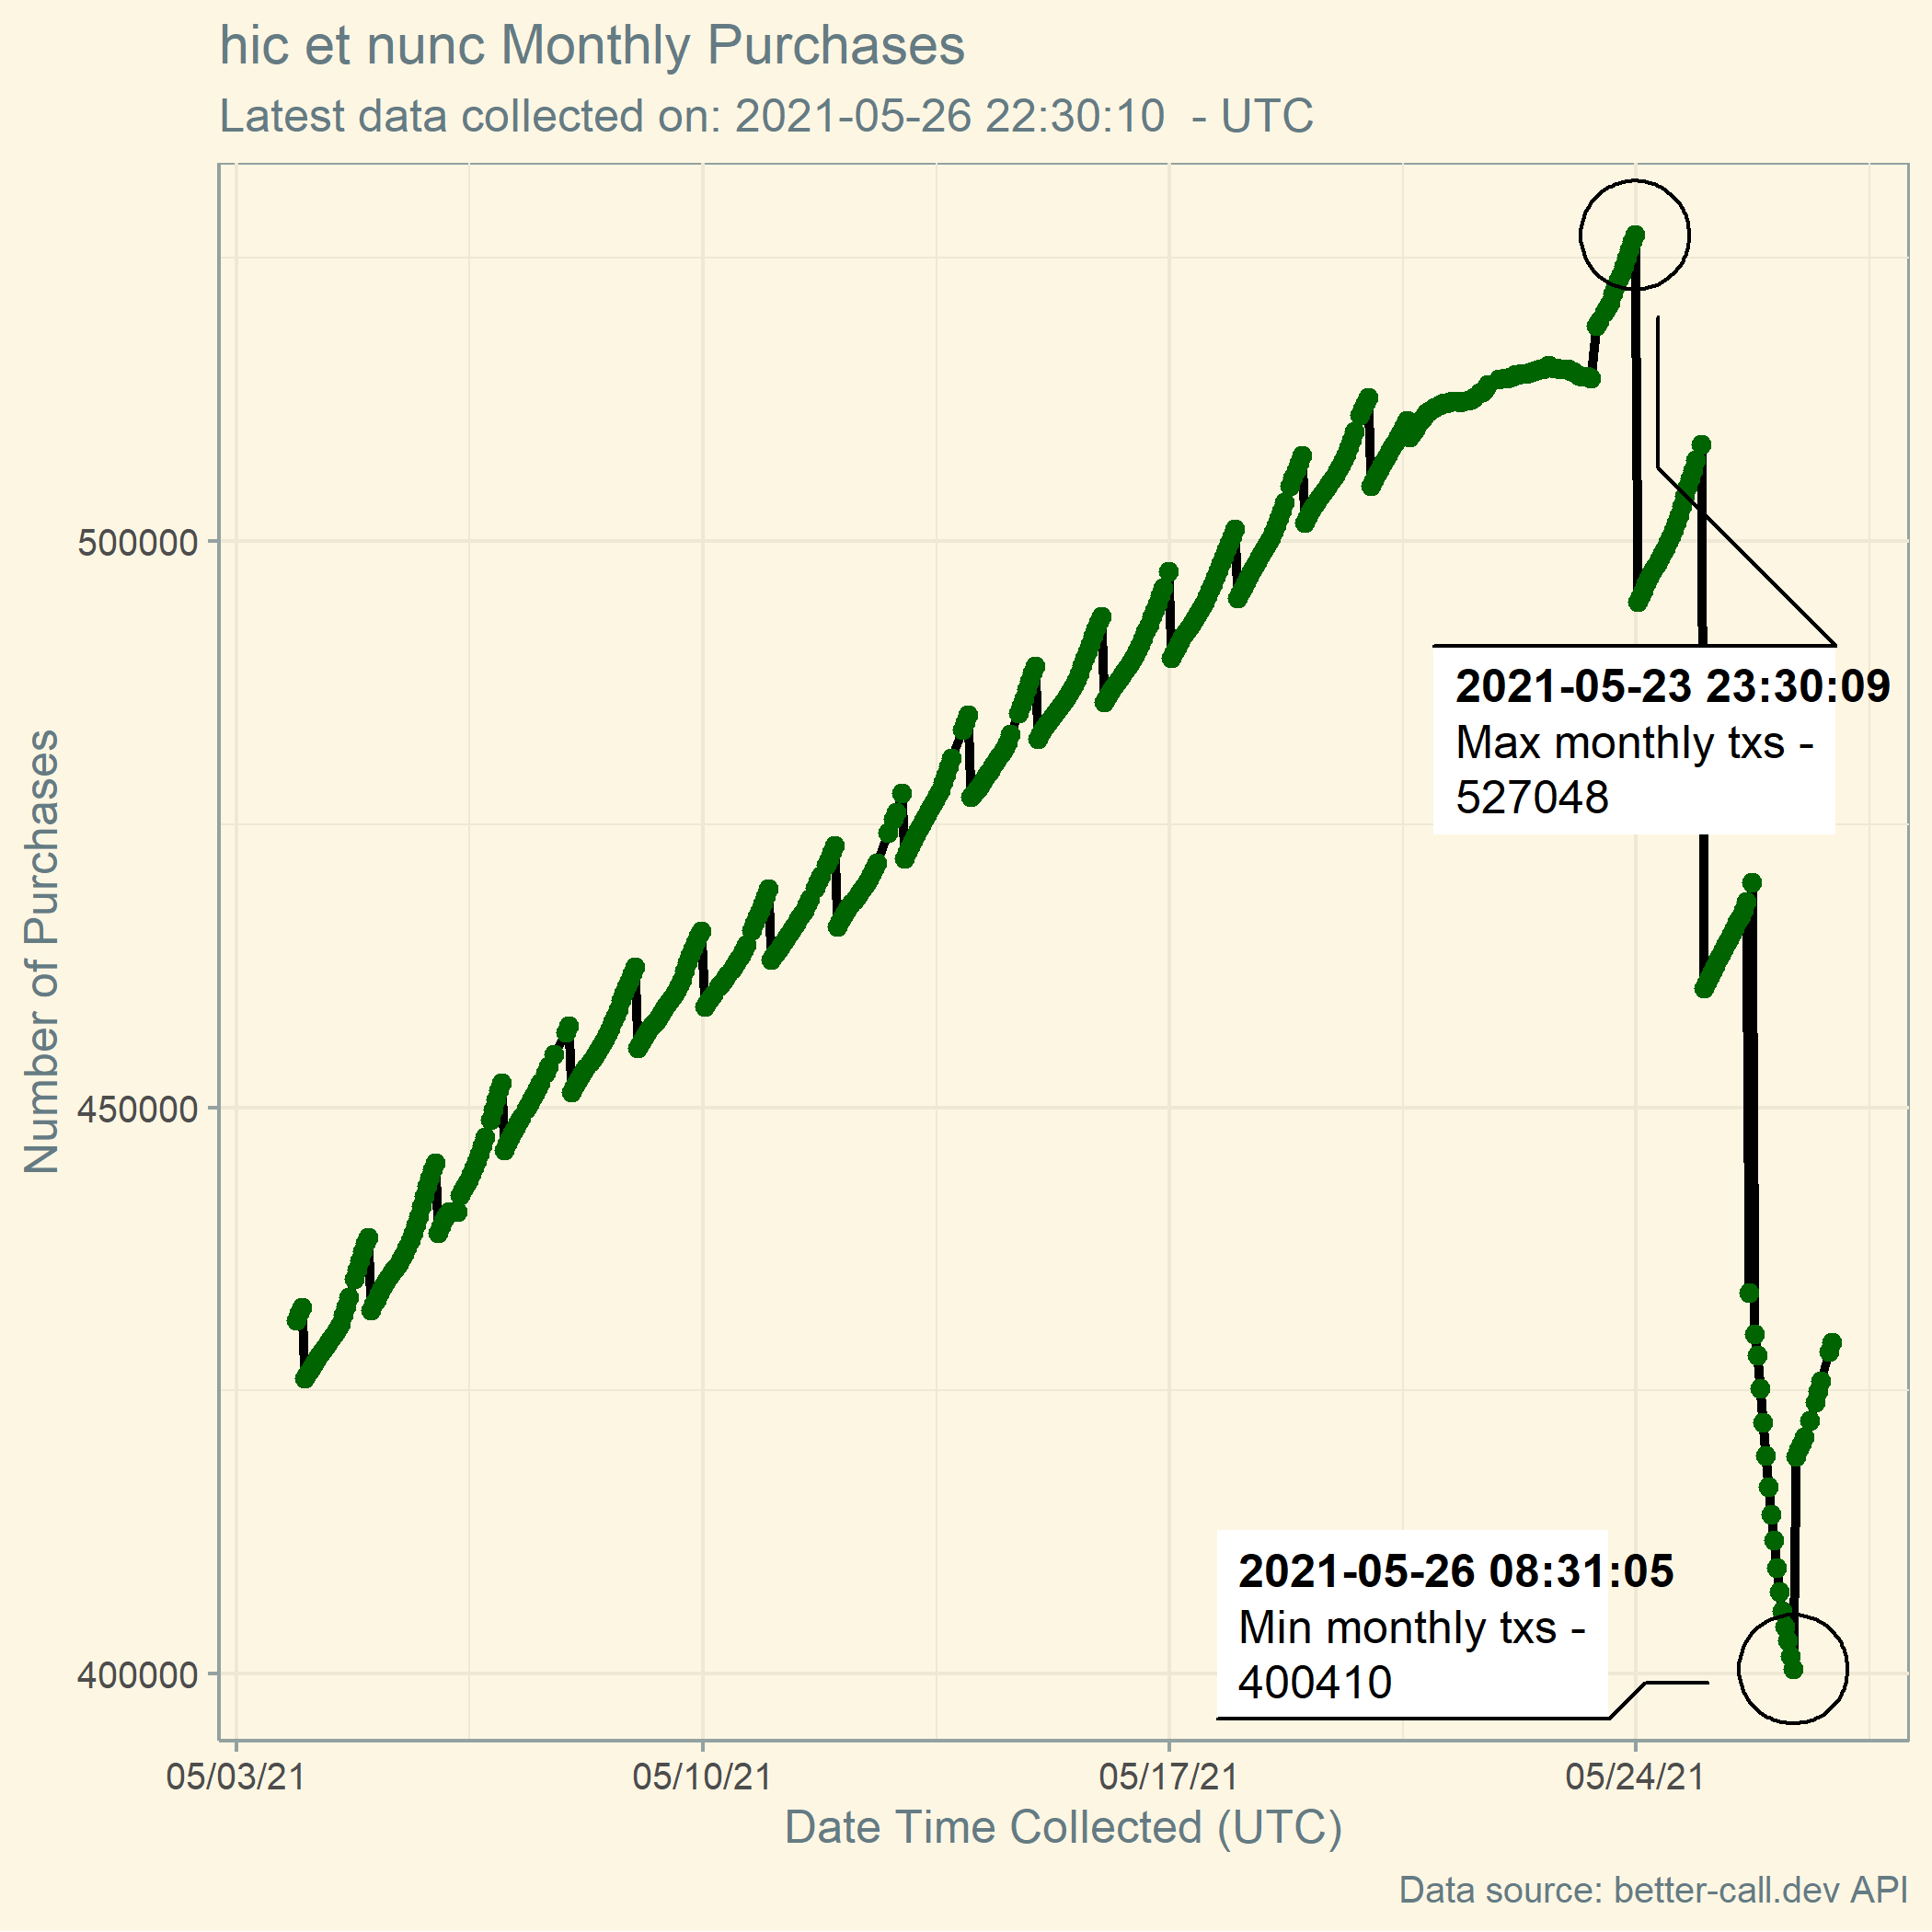 hic et nunc Monthly Purchases
Latest data collected on: 2021-05-26 22:30:10  - UTC
Number of Purchases
500000
450000
400000
2021-05-23 23:30:09
Max monthly txs -
527048
2021-05-26 08:31:05
Min monthly txs -
400410
05/03/21
05/10/21
05/17/21
05/24/21
Date Time Collected (UTC)
Data source: better-call.dev API